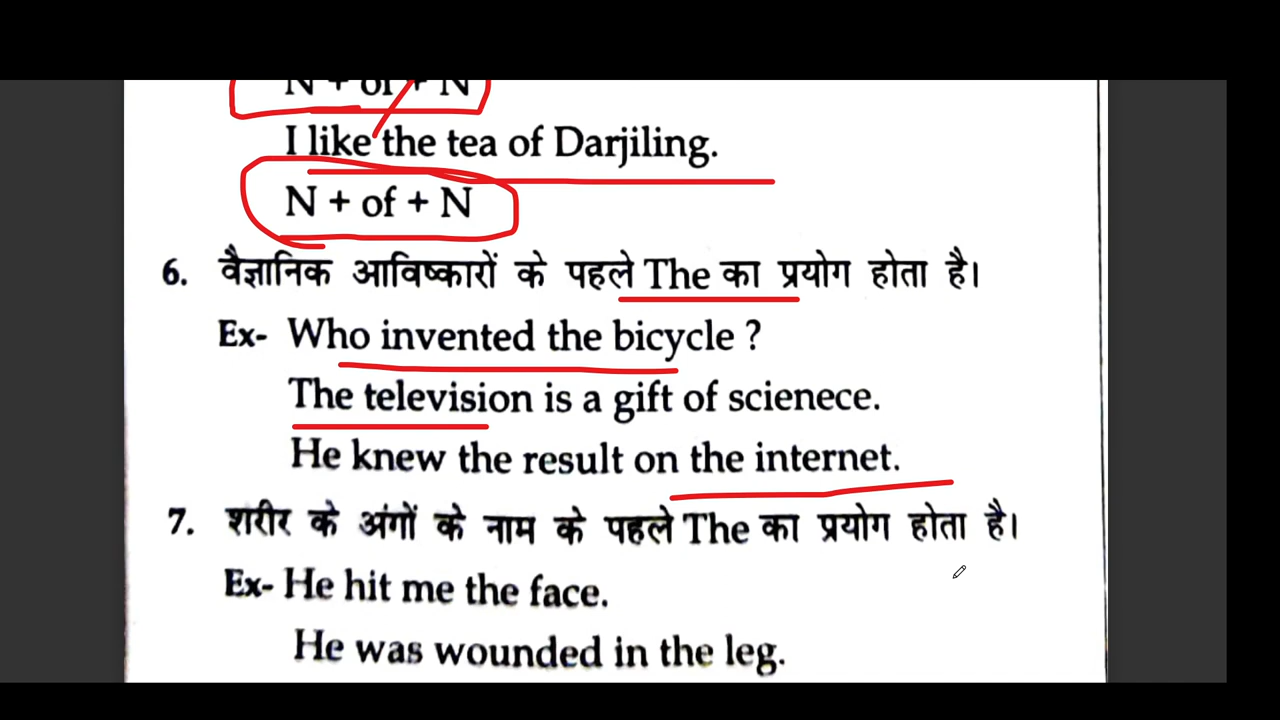 N + of + N
I like the tea of Darjiling.
N + of + N
6. वैज्ञानिक आविष्कारों के पहले The का प्रयोग होता है।
Ex- Who invented the bicycle ?
The television is a gift of scienece.
He knew the result on the internet.
7. शरीर के अंगों के नाम के पहले The का प्रयोग होता है।
Ex- He hit me the face.
He was wounded in the leg.